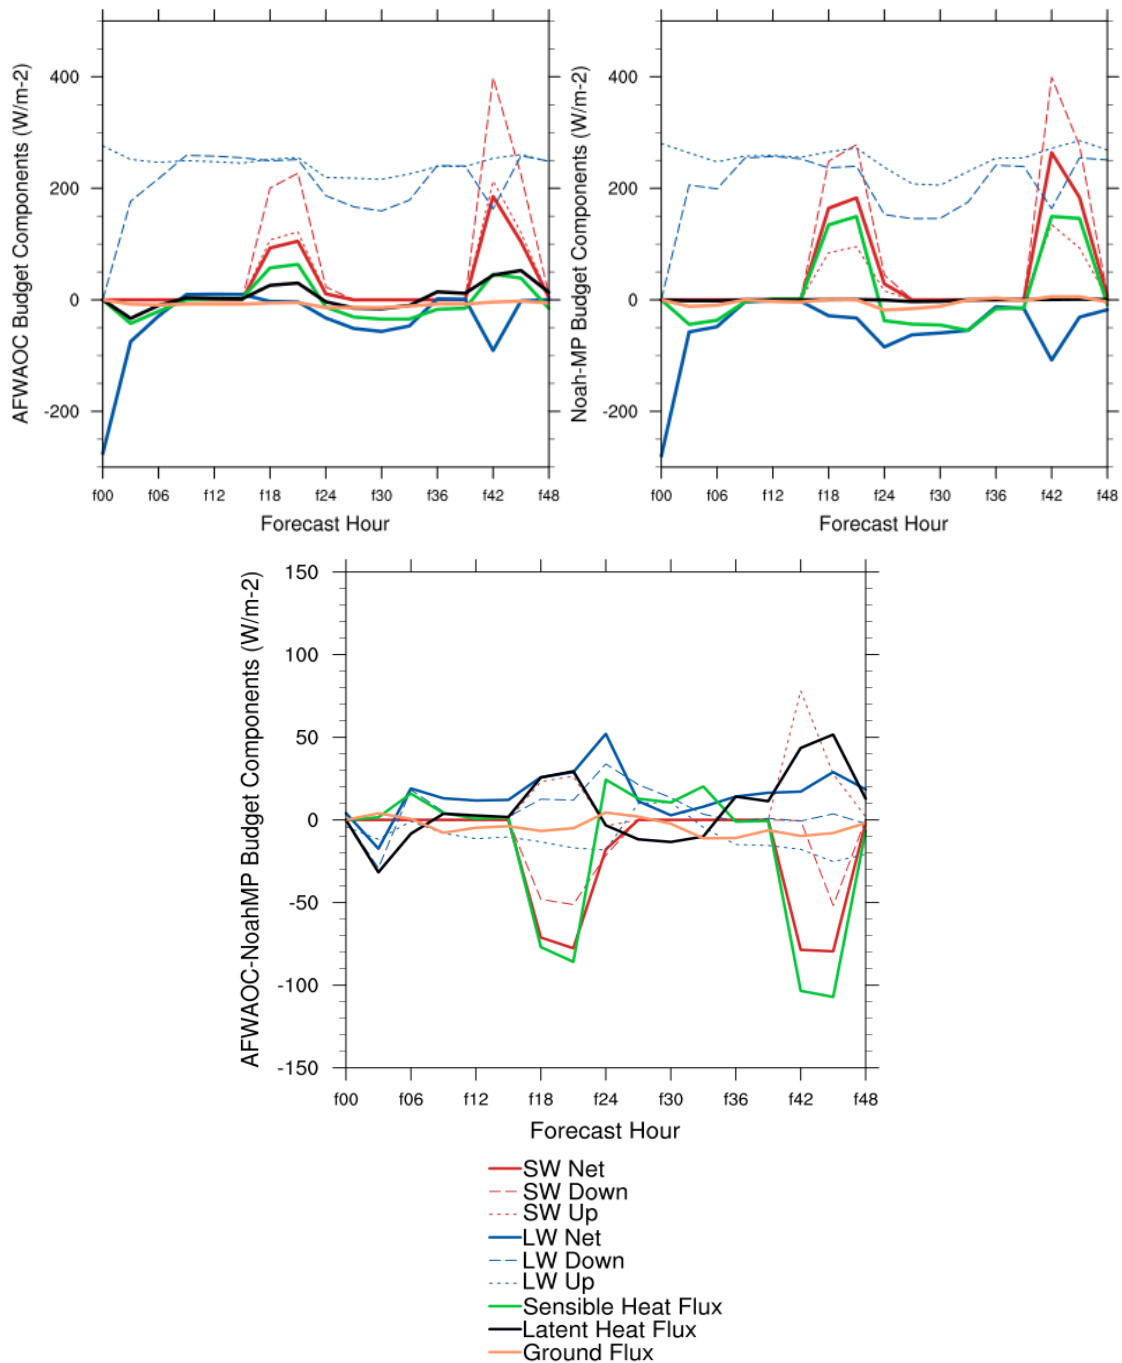 AFWAOC Budget Components (W/m-2)
400
200
0
-200
f00 f06 f12 f18 f24 f30 f36 f42 f48
Forecast Hour
Noah-MP Budget Components (W/m-2)
400
200
0
-200
f00 f06 f12 f18 f24 f30 f36 f42 f48
Forecast Hour
AFWAOC-NoahMP Budget Components (W/m-2)
150
100
50
0
-50
-100
-150
f00 f06 f12 f18 f24 f30 f36 f42 f48
Forecast Hour
SW Net
SW Down
SW Up
LW Net
LW Down
LW Up
Sensible Heat Flux
Latent Heat Flux
Ground Flux